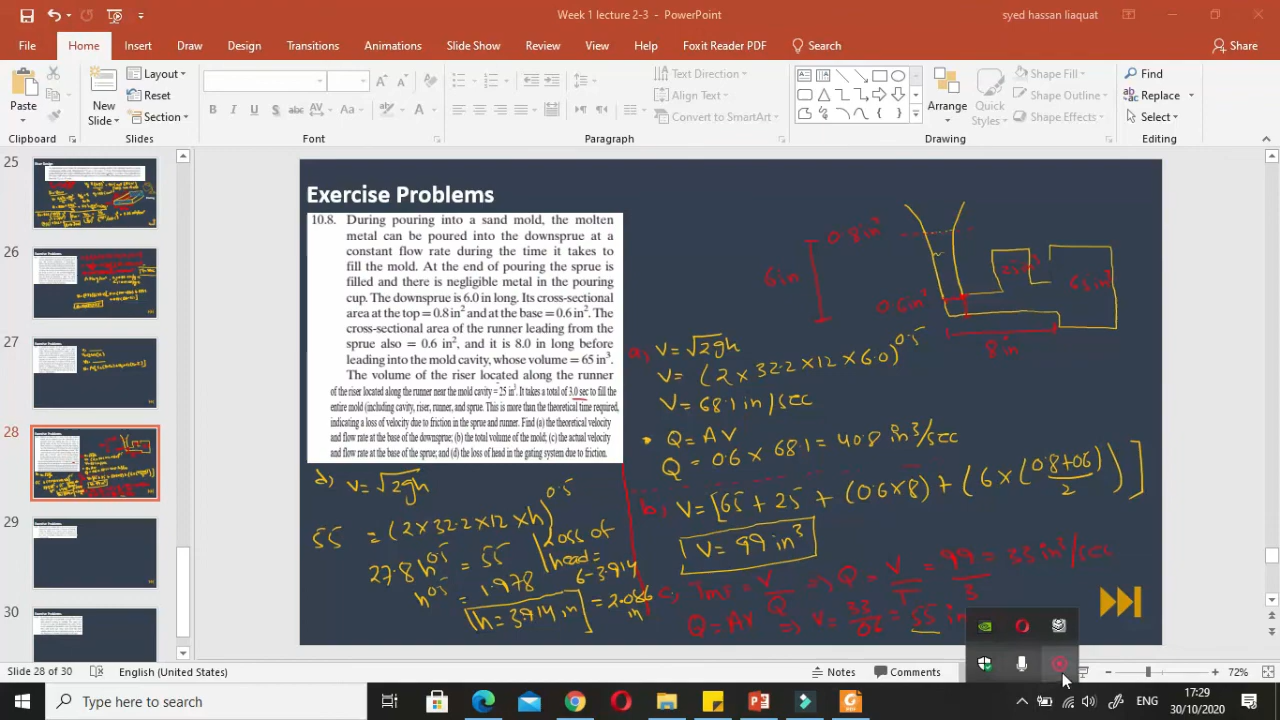 Week 1 lecture 2-3 - PowerPoint
syed hassan liaquat
File Home Insert Draw Design Transitions Animations Slide Show Review View Help Foxit Reader PDF Search Share
Paste
New Slide
Layout
Reset
Section
B I U S abc AV Aa A
Text Direction
Align Text
Convert to SmartArt
Arrange
Quick Styles
Shape Fill
Shape Outline
Shape Effects
Find
Replace
Select
Clipboard Slides Font Paragraph Drawing Editing
25
26
27
28
29
30
Exercise Problems
10.8. During pouring into a sand mold, the molten
metal can be poured into the downsprue at a
constant flow rate during the time it takes to
fill the mold. At the end of pouring the sprue is
filled and there is negligible metal in the pouring
cup. The downsprue is 6.0 in long. Its cross-sectional
area at the top = 0.8 in² and at the base = 0.6 in². The
cross-sectional area of the runner leading from the
sprue also = 0.6 in², and it is 8.0 in long before
leading into the mold cavity, whose volume = 65 in³.
The volume of the riser located along the runner
of the riser located along the runner near the mold cavity = 25 in³. It takes a total of 3.0 sec to fill the
entire mold (including cavity, riser, runner, and sprue. This is more than the theoretical time required,
indicating a loss of velocity due to friction in the sprue and runner. Find (a) the theoretical velocity
and flow rate at the base of the downsprue; (b) the total volume of the mold; (c) the actual velocity
and flow rate at the base of the sprue; and (d) the loss of head in the gating system due to friction.
0.8in²
6in
0.6in²
25in³
65in³
8in
a) V = √2gh
V = (2 × 32.2 × 12 × 6.0)^0.5
V = 68.1 in/sec
Q = AV
Q = 0.6 × 68.1 = 40.8 in³/sec
b) V = [65 + 25 + (0.6×8) + (6 × (0.8+06)/2)]
V = 99 in³
c) Tmf = V/Q ⇒ Q = V/T = 99/3 = 33 in³/sec
Q = AV ⇒ V = 33/0.6 = 55 in
d) V = √2gh
55 = (2×32.2×12×h)^0.5
27.8 h^0.5 = 55
h^0.5 = 1.978
h = 3.914 in
Loss of
head =
6-3.914
= 2.086
in
Slide 28 of 30 English (United States) Notes Comments 72%
Type here to search
ENG
17:29
30/10/2020